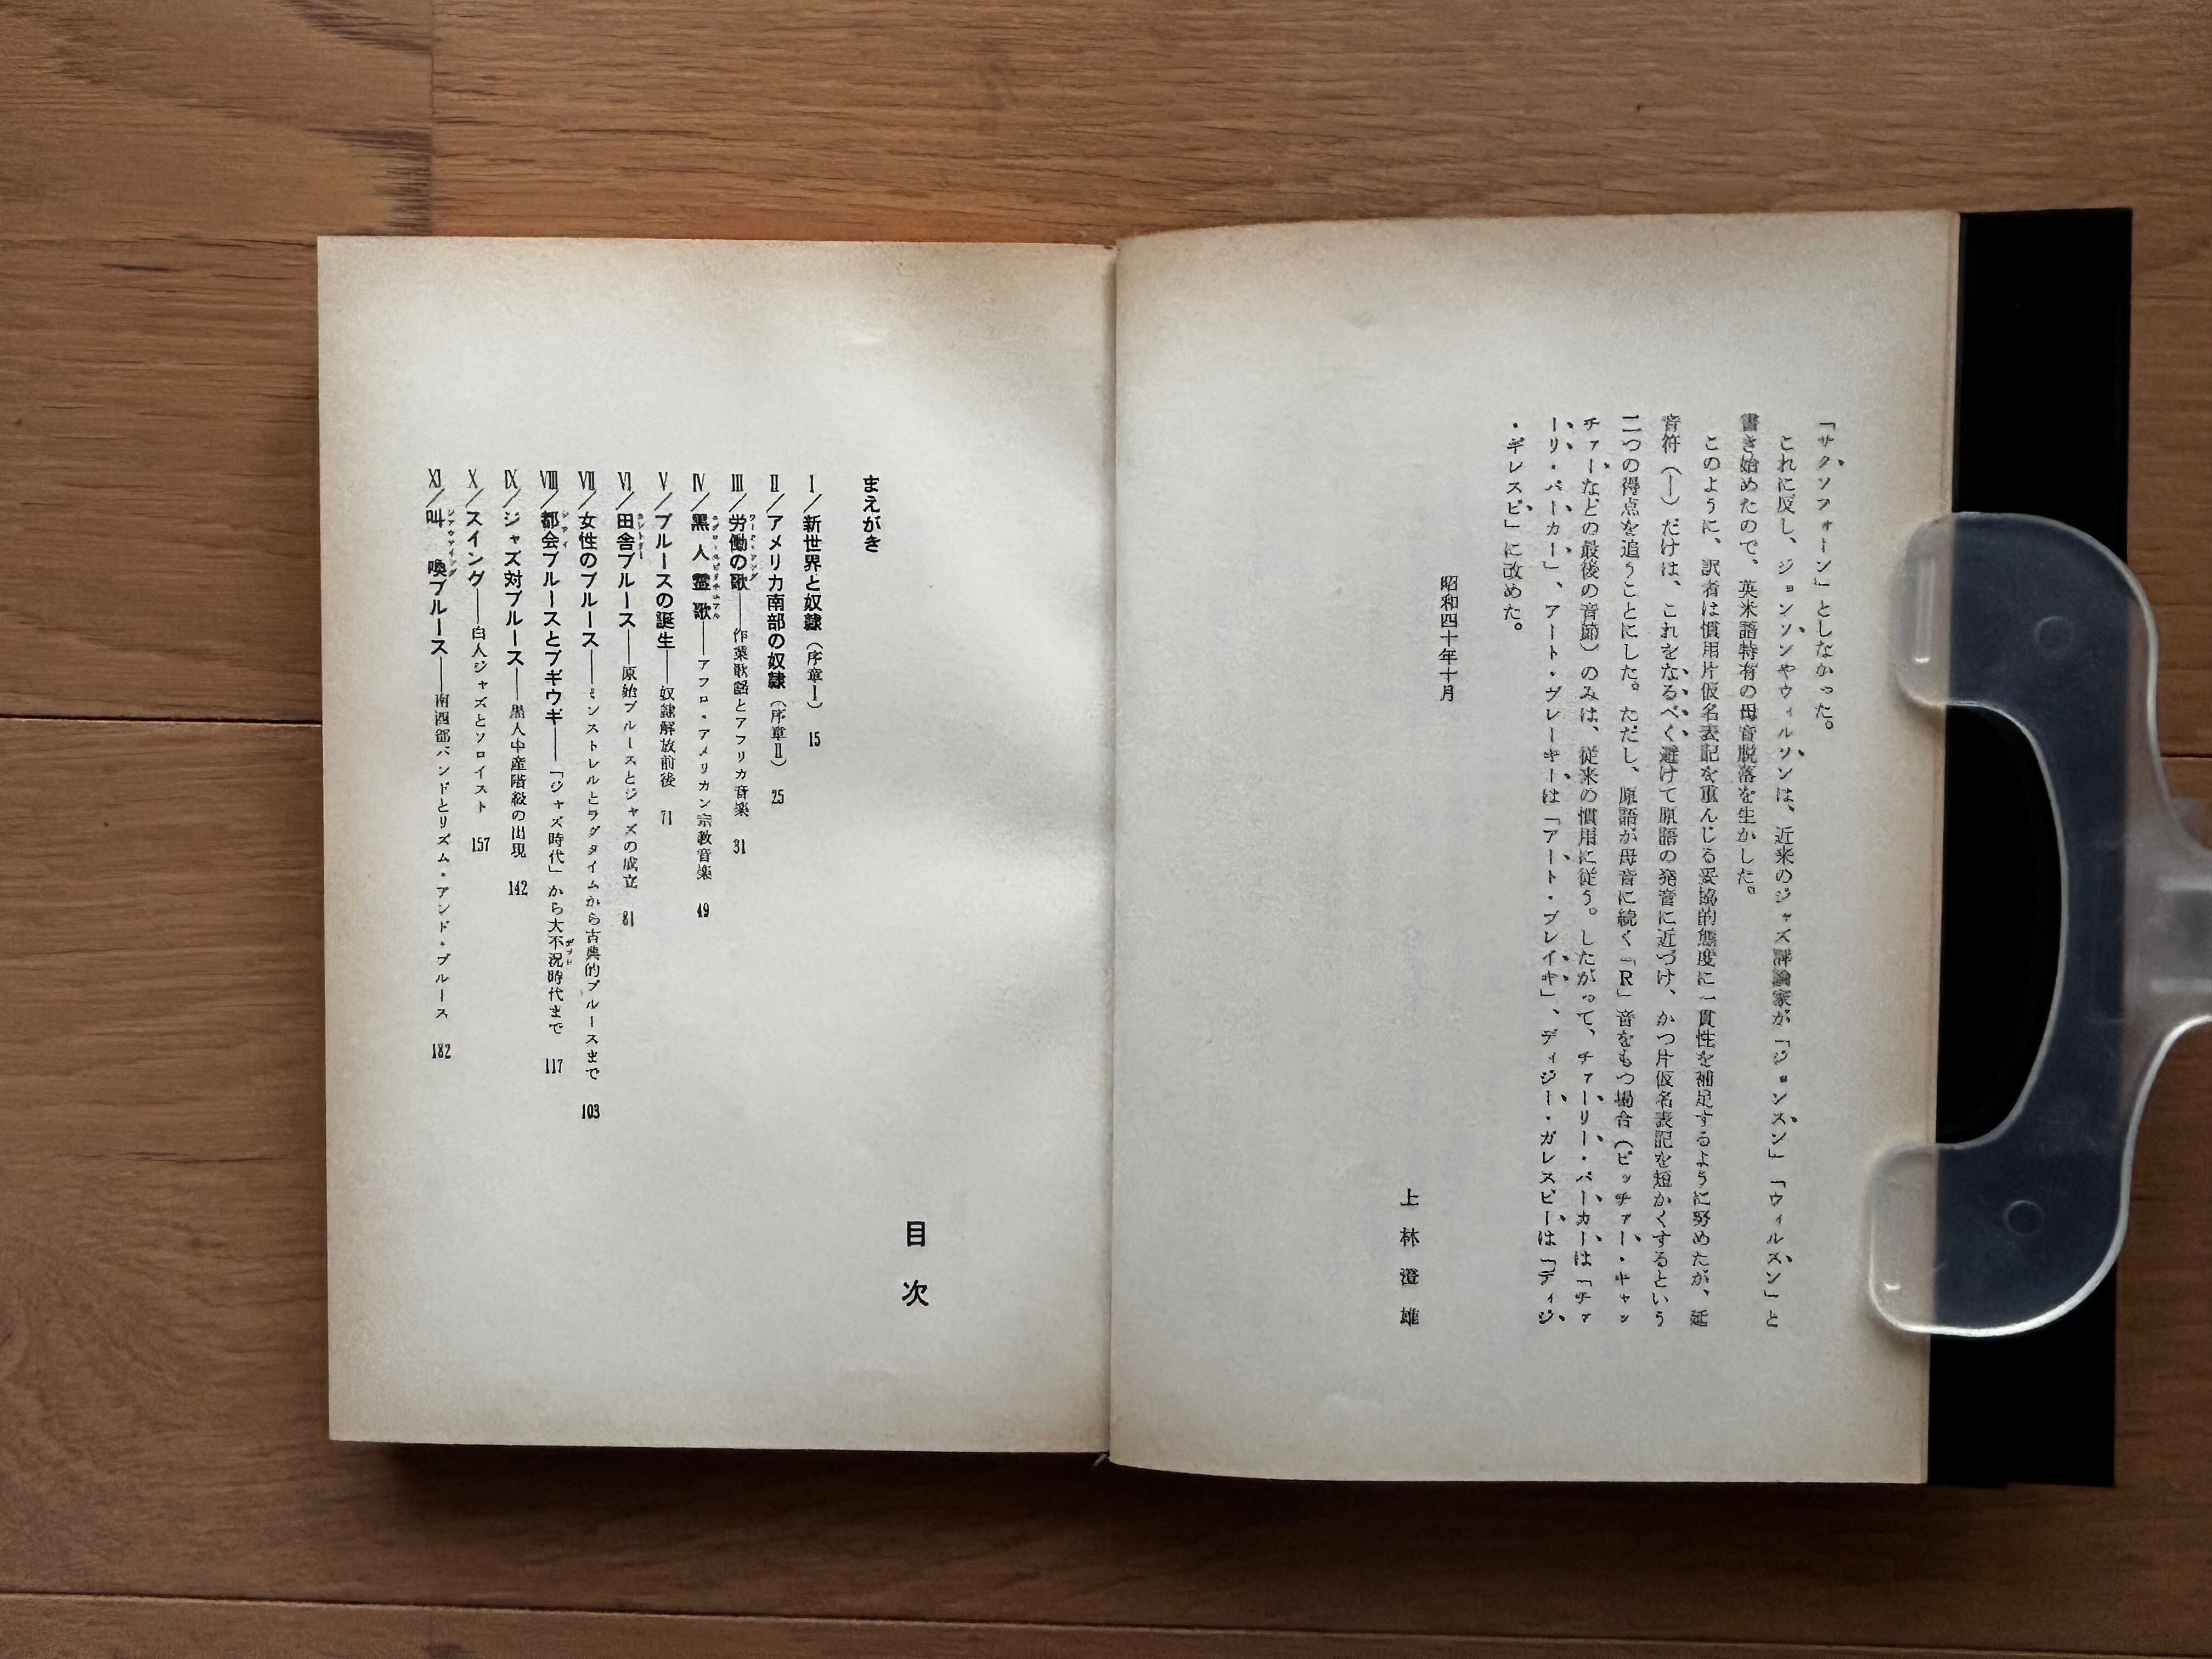 「サクソフォーン」としなかった。
これに反し、ジョンソンやウィルソンは、近来のジャズ評論家が「ジョンスン」「ウィルスン」と
書き始めたので、英米語特有の母音脱落を生かした。
このように、訳者は慣用片仮名表記を重んじる妥協的態度に一貫性を補足するように努めたが、延
音符（ー）だけは、これをなるべく避けて原語の発音に近づけ、かつ片仮名表記を短かくするという
二つの得点を追うことにした。ただし、原語が母音に続く「R」音をもつ場合（ピッチャー・キャッ
チャーなどの最後の音節）のみは、従来の慣用に従う。したがって、チァーリー・パーカーは「チァ
ーリ・パーカー」、アート・ブレーキーは「アート・ブレイキ」、ディジー・ガレスピーは「ディジ
・ギレスピ」に改めた。
昭和四十年十月
上林澄雄
目次
まえがき
Ⅰ／新世界と奴隷（序章Ⅰ） 15
Ⅱ／アメリカ南部の奴隷（序章Ⅱ） 25
Ⅲ／労働の歌――作業歌謡とアフリカ音楽 31
Ⅳ／黒人霊歌――アフロ・アメリカン宗教音楽 49
Ⅴ／ブルースの誕生――奴隷解放前後 71
Ⅵ／田舎ブルース――原始ブルースとジャズの成立 81
Ⅶ／女性のブルース――ミンストレルとラグタイムから古典的ブルースまで 103
Ⅷ／都会ブルースとブギウギ――「ジャズ時代」から大不況時代まで 117
Ⅸ／ジャズ対ブルース――黒人中産階級の出現 142
Ⅹ／スイング――白人ジャズとソロイスト 157
Ⅺ／叫喚ブルース――南西部バンドとリズム・アンド・ブルース 182